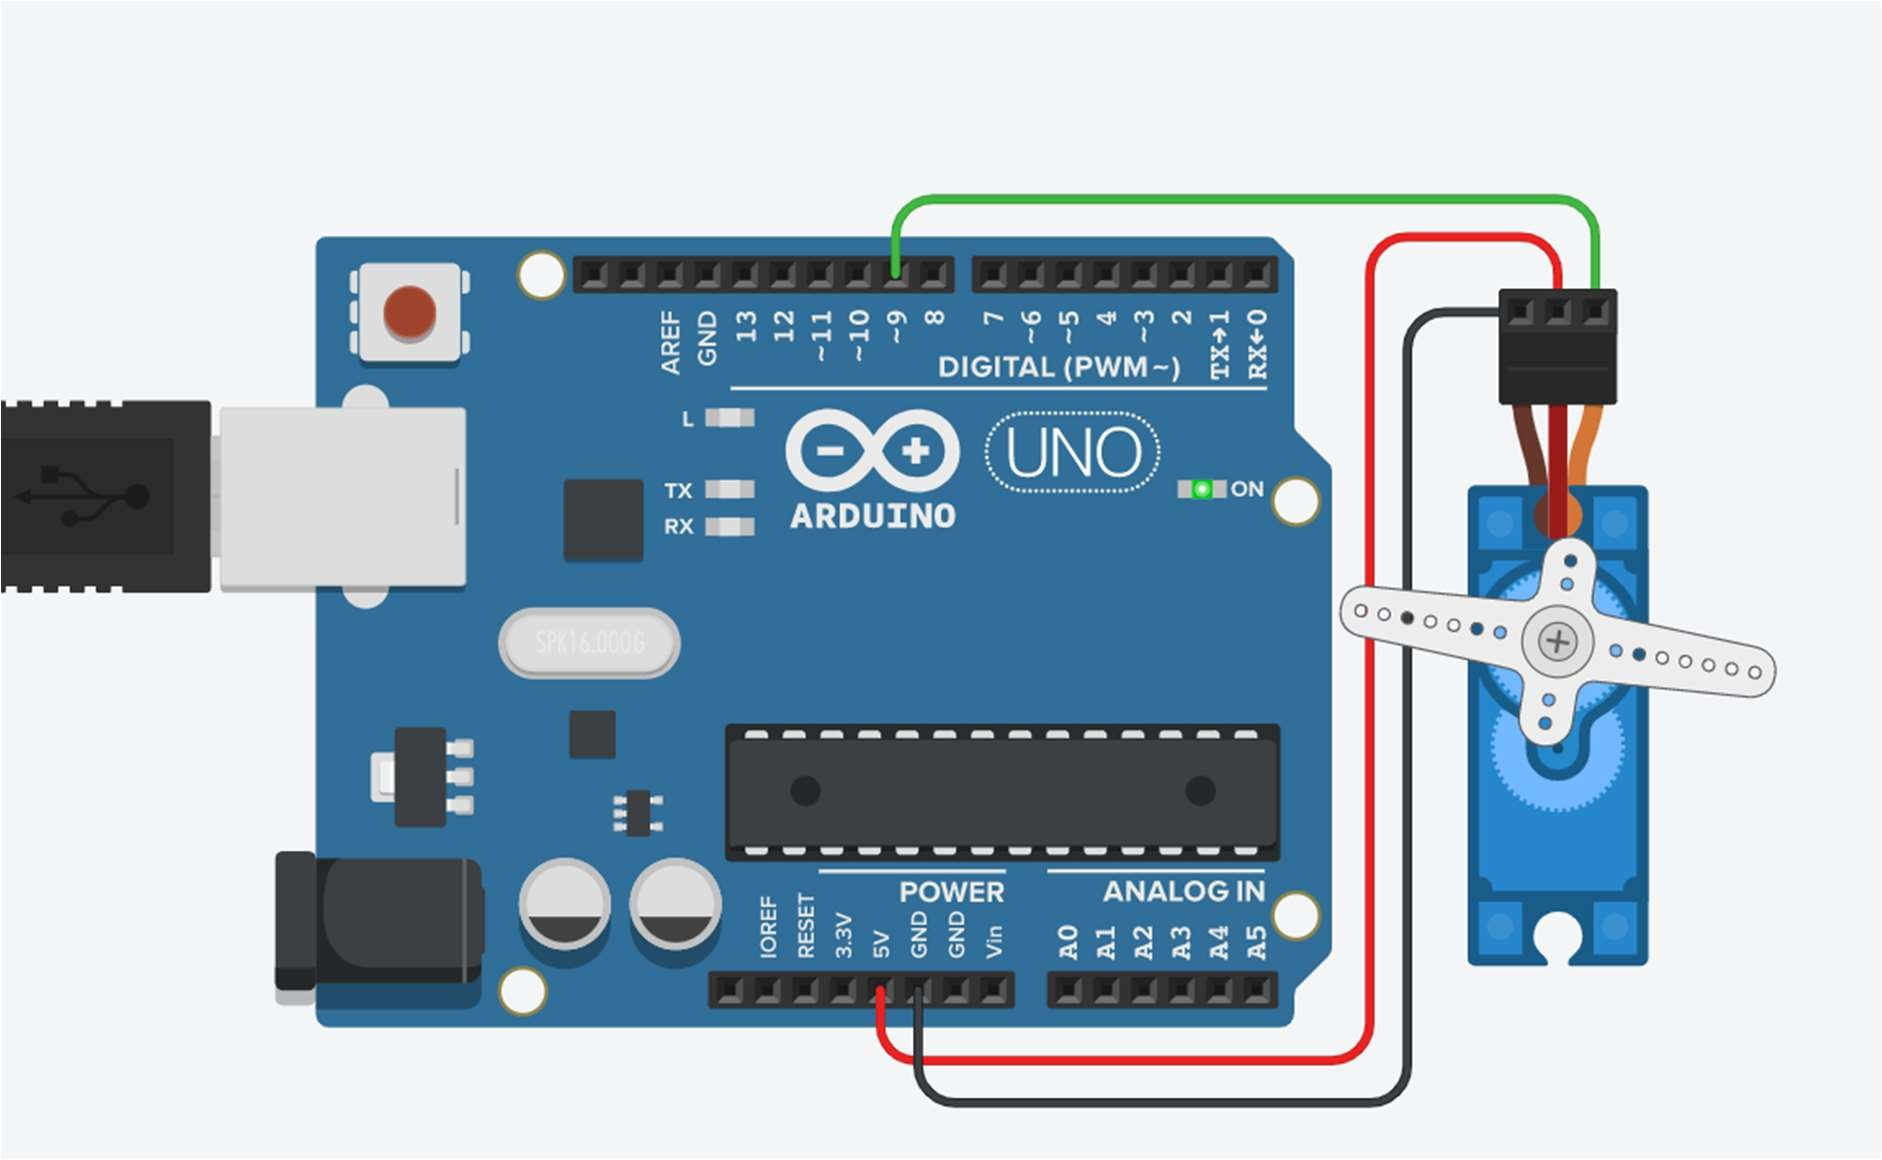 AREF
GND
13
12
~11
~10
~9
8
7
~6
~5
4
~3
2
TX→1
RX←0
DIGITAL (PWM~)
L
TX
RX
ARDUINO
UNO
ON
SPK16.000G
POWER
ANALOG IN
IOREF
RESET
3.3V
5V
GND
GND
Vin
A0
A1
A2
A3
A4
A5